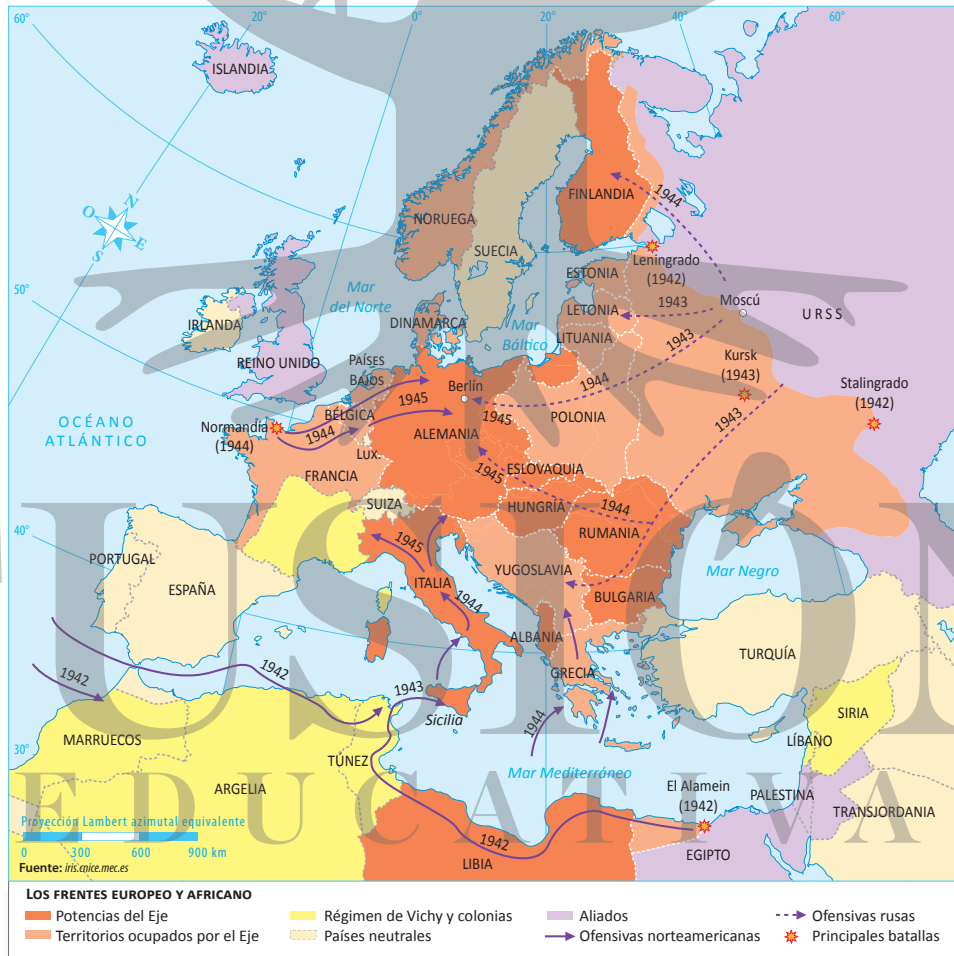 60°
20°
0°
20°
40°
60°
ISLANDIA
N
O
E
S
FINLANDIA
1944
NORUEGA
SUECIA
Leningrado
(1942)
ESTONIA
50°
Mar
del Norte
1943
Moscú
URSS
LETONIA
IRLANDA
DINAMARCA
Mar
Báltico
LITUANIA
1943
REINO UNIDO
PAÍSES
BAJOS
Kursk
(1943)
Berlín
1944
Stalingrado
(1942)
OCÉANO
ATLÁNTICO
BÉLGICA
1945
1945
POLONIA
1943
Normandía
(1944)
1944
ALEMANIA
Lux.
ESLOVAQUIA
FRANCIA
1945
SUIZA
HUNGRÍA
1944
40°
RUMANIA
1945
PORTUGAL
ESPAÑA
ITALIA
YUGOSLAVIA
Mar Negro
BULGARIA
1944
ALBANIA
TURQUÍA
1942
1942
GRECIA
1943
Sicilia
1944
SIRIA
MARRUECOS
LÍBANO
30°
TÚNEZ
Mar Mediterráneo
ARGELIA
El Alamein
(1942)
PALESTINA
TRANSJORDANIA
1942
EGIPTO
LIBIA
USION
EDUCATIVA
Proyección Lambert azimutal equivalente
0 300 600 900 km
Fuente: iris.cnice.mec.es
LOS FRENTES EUROPEO Y AFRICANO
Potencias del Eje
Régimen de Vichy y colonias
Aliados
Ofensivas rusas
Territorios ocupados por el Eje
Países neutrales
Ofensivas norteamericanas
Principales batallas